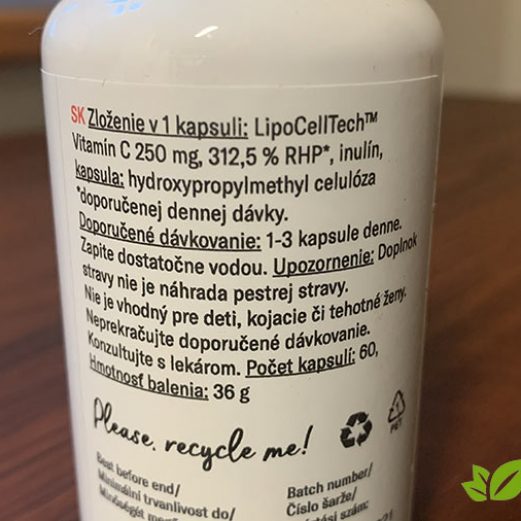 SK Zloženie v 1 kapsuli: LipoCellTech™
Vitamín C 250 mg, 312,5 % RHP*, inulín,
kapsula: hydroxypropylmethyl celulóza
*doporučenej dennej dávky.
Doporučené dávkovanie: 1-3 kapsule denne.
Zapite dostatočne vodou. Upozornenie: Doplnok
stravy nie je náhrada pestrej stravy.
Nie je vhodný pre deti, kojacie či tehotné ženy.
Neprekračujte doporučené dávkovanie.
Konzultujte s lekárom. Počet kapsulí: 60,
Hmotnosť balenia: 36 g
Please, recycle me!
1
PET
Best before end/
Minimální trvanlivost do/
Batch number/
Číslo šarže/